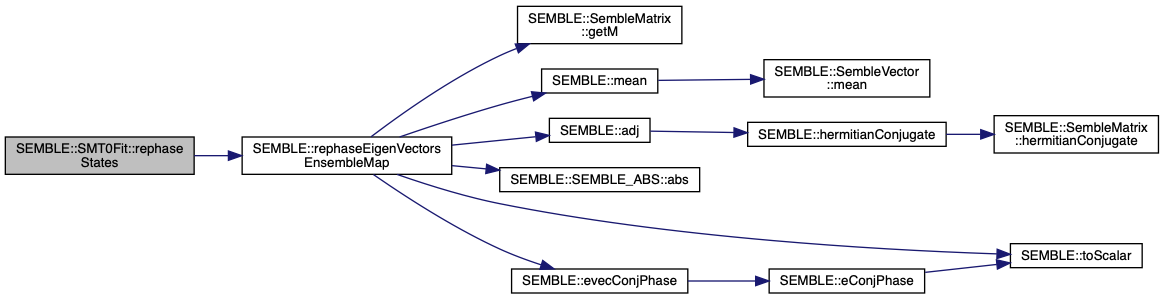 SEMBLE::SMT0Fit::rephase
States
SEMBLE::rephaseEigenVectors
EnsembleMap
SEMBLE::SembleMatrix
::getM
SEMBLE::mean
SEMBLE::SembleVector
::mean
SEMBLE::adj
SEMBLE::hermitianConjugate
SEMBLE::SembleMatrix
::hermitianConjugate
SEMBLE::SEMBLE_ABS::abs
SEMBLE::toScalar
SEMBLE::evecConjPhase
SEMBLE::eConjPhase